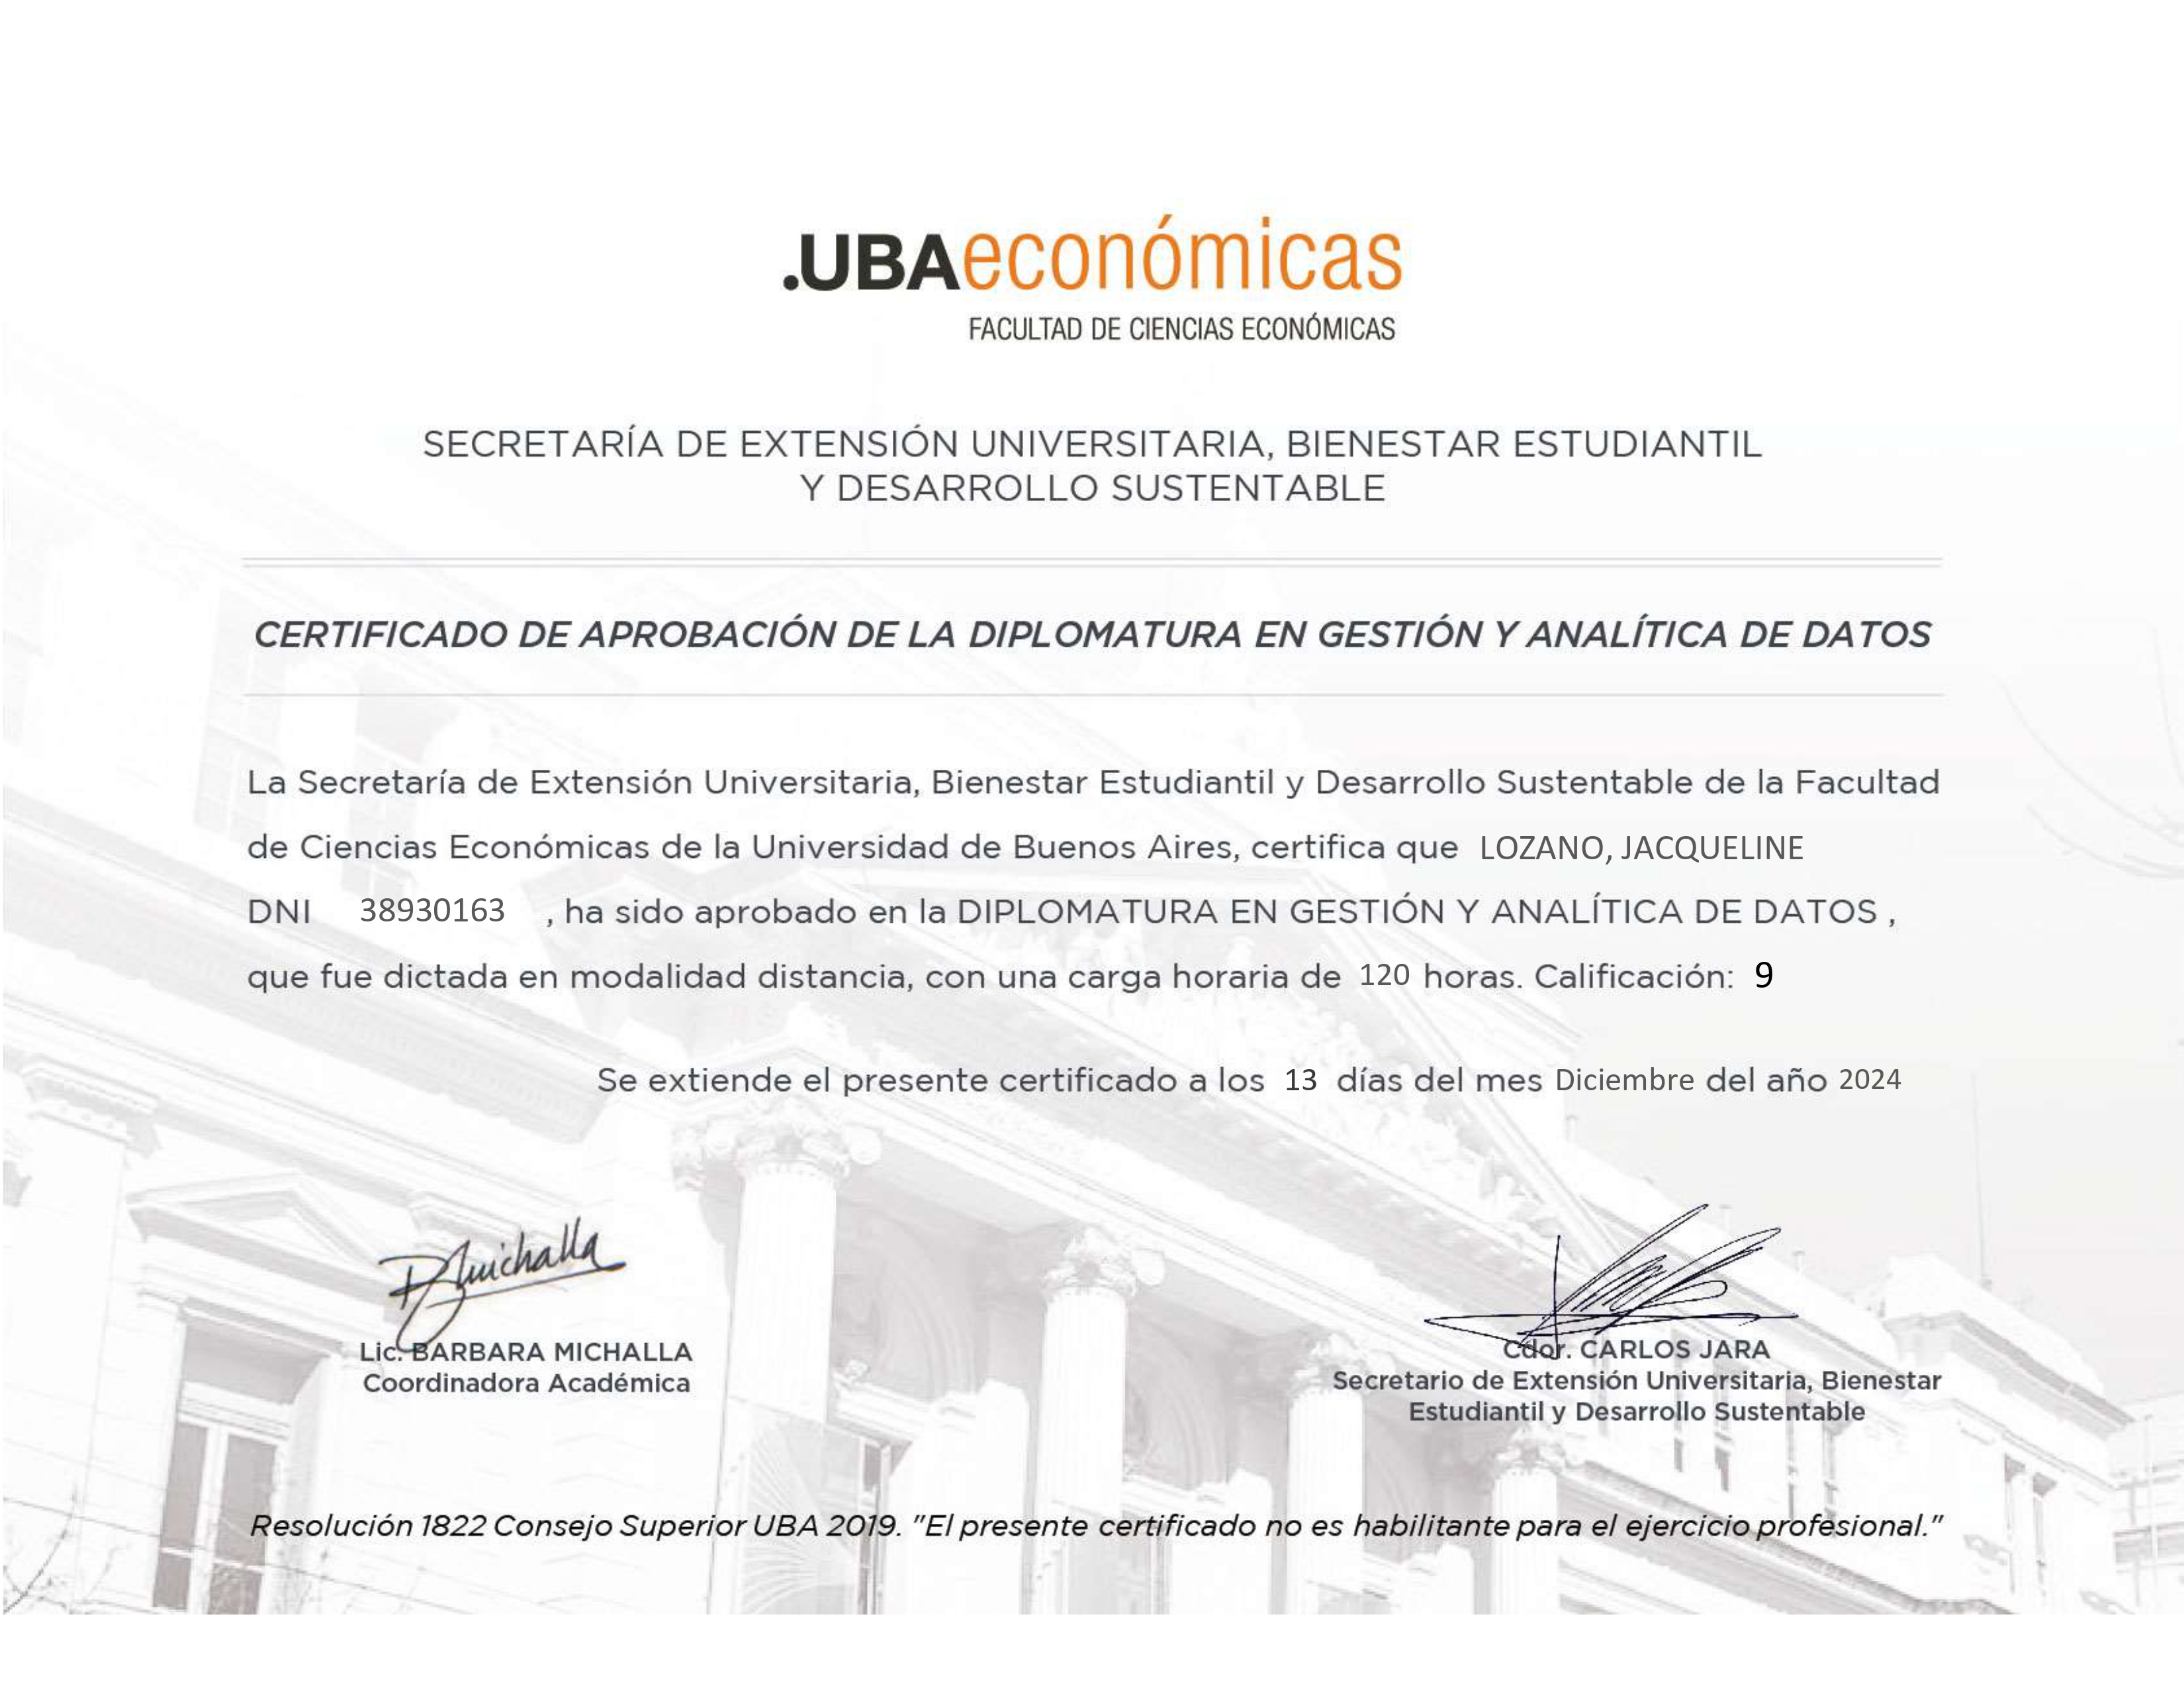 .UBAeconómicas
FACULTAD DE CIENCIAS ECONÓMICAS
SECRETARÍA DE EXTENSIÓN UNIVERSITARIA, BIENESTAR ESTUDIANTIL
Y DESARROLLO SUSTENTABLE
CERTIFICADO DE APROBACIÓN DE LA DIPLOMATURA EN GESTIÓN Y ANALÍTICA DE DATOS
La Secretaría de Extensión Universitaria, Bienestar Estudiantil y Desarrollo Sustentable de la Facultad
de Ciencias Económicas de la Universidad de Buenos Aires, certifica que LOZANO, JACQUELINE
DNI 38930163 , ha sido aprobado en la DIPLOMATURA EN GESTIÓN Y ANALÍTICA DE DATOS ,
que fue dictada en modalidad distancia, con una carga horaria de 120 horas. Calificación: 9
Se extiende el presente certificado a los 13 días del mes Diciembre del año 2024
Lic. BARBARA MICHALLA
Coordinadora Académica
Cdor. CARLOS JARA
Secretario de Extensión Universitaria, Bienestar
Estudiantil y Desarrollo Sustentable
Resolución 1822 Consejo Superior UBA 2019. "El presente certificado no es habilitante para el ejercicio profesional."